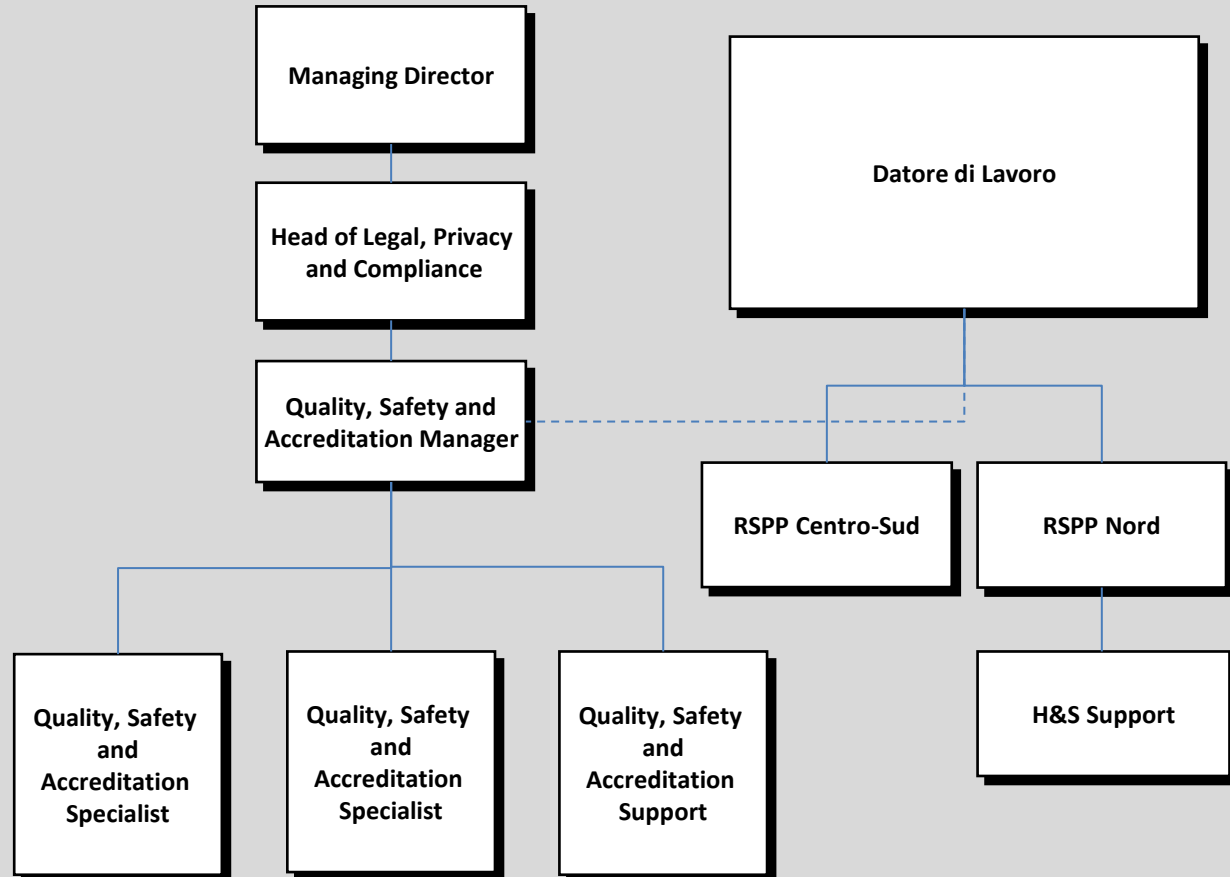 Managing Director
Datore di Lavoro
Head of Legal, Privacy
and Compliance
Quality, Safety and
Accreditation Manager
RSPP Centro-Sud
RSPP Nord
Quality, Safety
and
Accreditation
Specialist
Quality, Safety
and
Accreditation
Specialist
Quality, Safety
and
Accreditation
Support
H&S Support